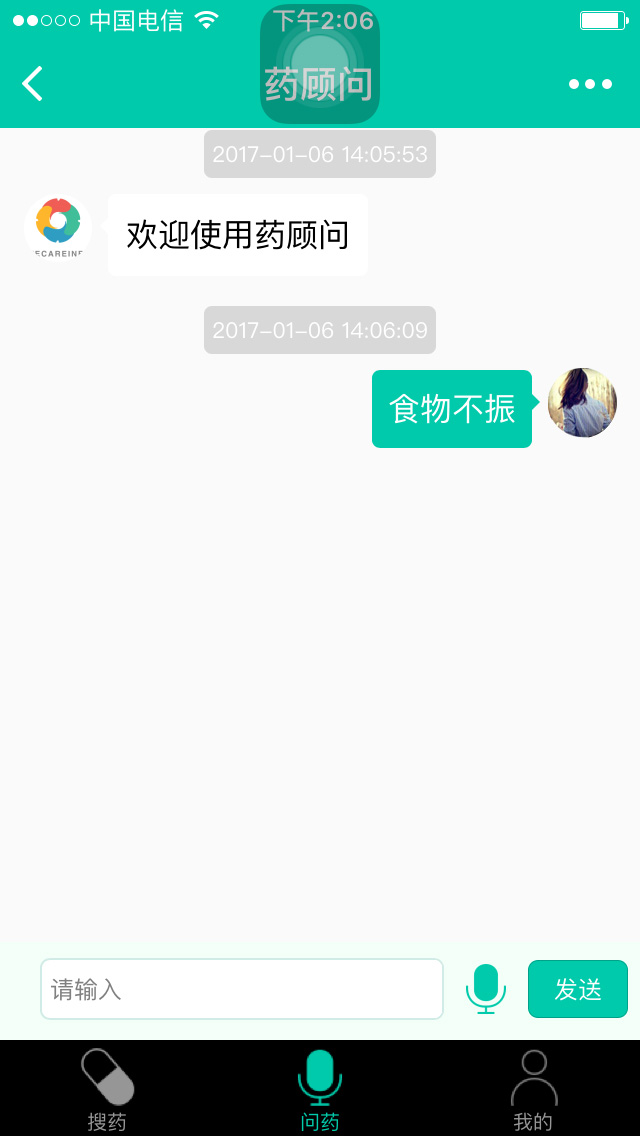 中国电信 下午2:06
药顾问
2017-01-06 14:05:53
ECAREINF
欢迎使用药顾问
2017-01-06 14:06:09
食物不振
请输入
发送
搜药
问药
我的